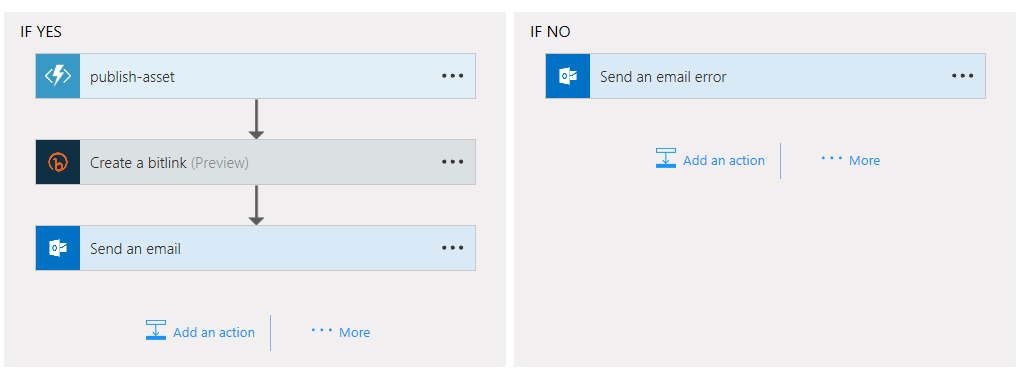 IF YES
publish-asset
Create a bitlink (Preview)
Send an email
Add an action
More
IF NO
Send an email error
Add an action
More